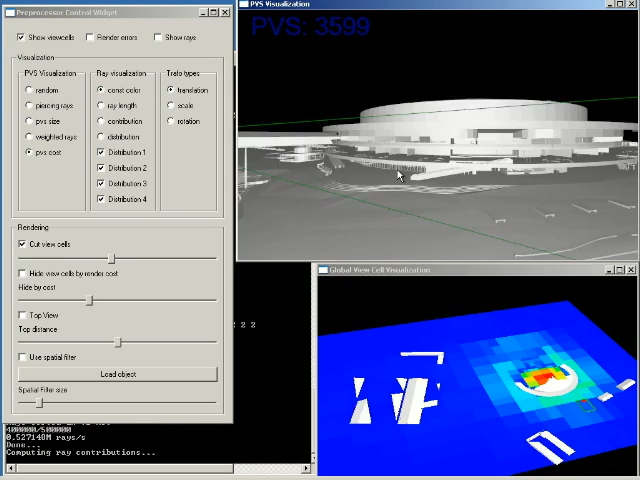 Preprocessor Control Widget
Show viewcells
Render errors
Show rays
Visualization
PVS Visualization
random
piercing rays
pvs size
weighted rays
pvs cost
Ray visualization
const color
ray length
contribution
distribution
Distribution 1
Distribution 2
Distribution 3
Distribution 4
Trafo types
translation
scale
rotation
Rendering
Cut view cells
Hide view cells by render cost
Hide by cost
Top View
Top distance
Use spatial filter
Load object
Spatial Filter size
PVS Visualization
PVS: 3599
Global View Cell Visualization
2 2 2
0.527148M rays/s
Done...
Computing ray contributions...